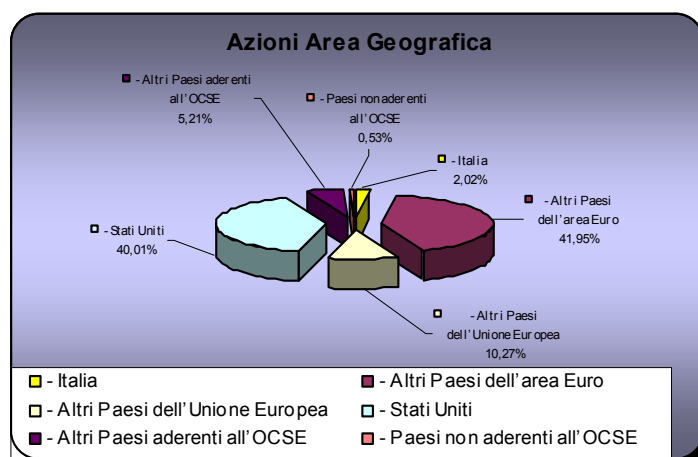 Azioni Area Geografica
- Altri Paesi aderenti
all'OCSE
5,21%
- Paesi non aderenti
all'OCSE
0,53%
- Italia
2,02%
- Altri Paesi
dell'area Euro
41,95%
- Stati Uniti
40,01%
- Altri Paesi
dell'Unione Europea
10,27%
- Italia
- Altri Paesi dell'area Euro
- Altri Paesi dell'Unione Europea
- Stati Uniti
- Altri Paesi aderenti all'OCSE
- Paesi non aderenti all'OCSE